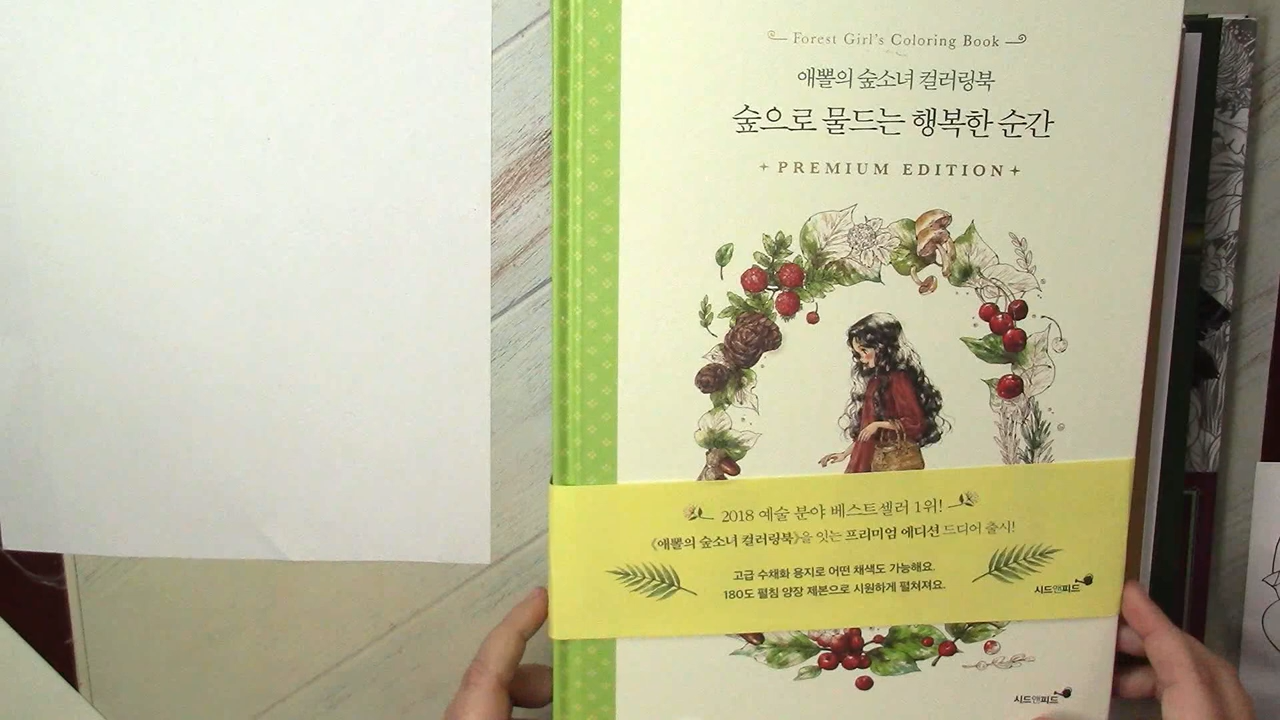 Forest Girl's Coloring Book
애뽈의 숲소녀 컬러링북
숲으로 물드는 행복한 순간
PREMIUM EDITION
2018 예술 분야 베스트셀러 1위!
《애뽈의 숲소녀 컬러링북》을 잇는 프리미엄 에디션 드디어 출시!
고급 수채화 용지로 어떤 채색도 가능해요.
180도 펼침 양장 제본으로 시원하게 펼쳐져요.
시드앤피드
시드앤피드